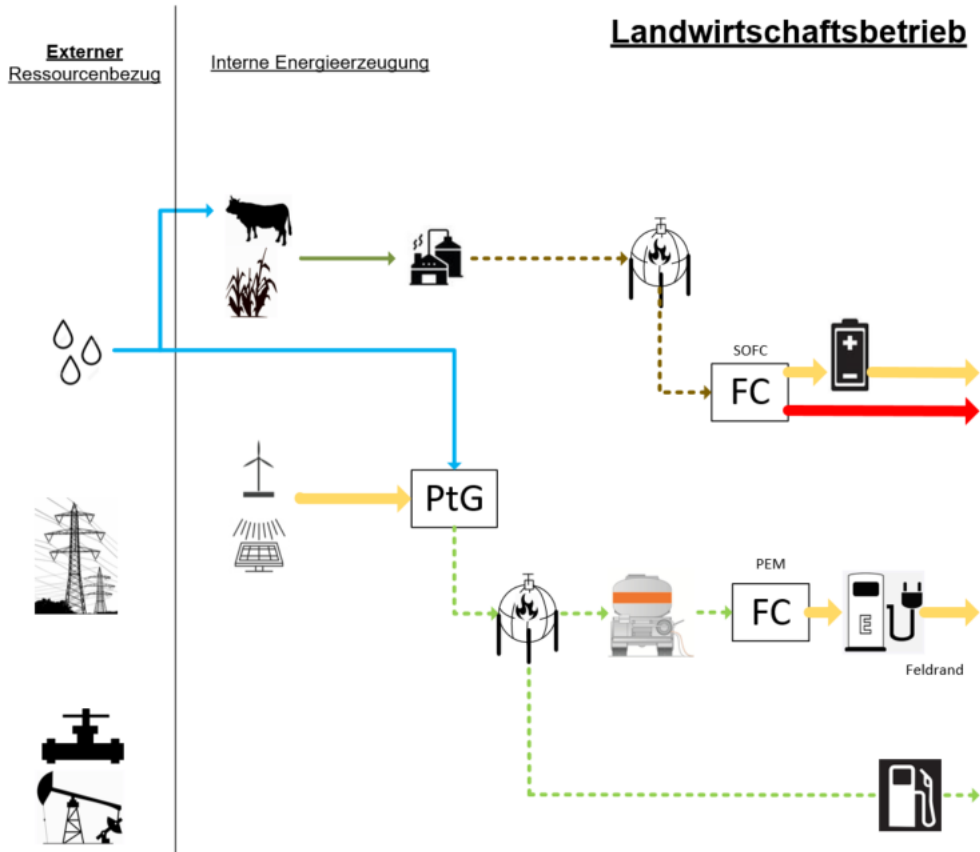 Landwirtschaftsbetrieb
Externer
Ressourcenbezug
Interne Energieerzeugung
SOFC
FC
+
−
PtG
PEM
FC
E
Feldrand